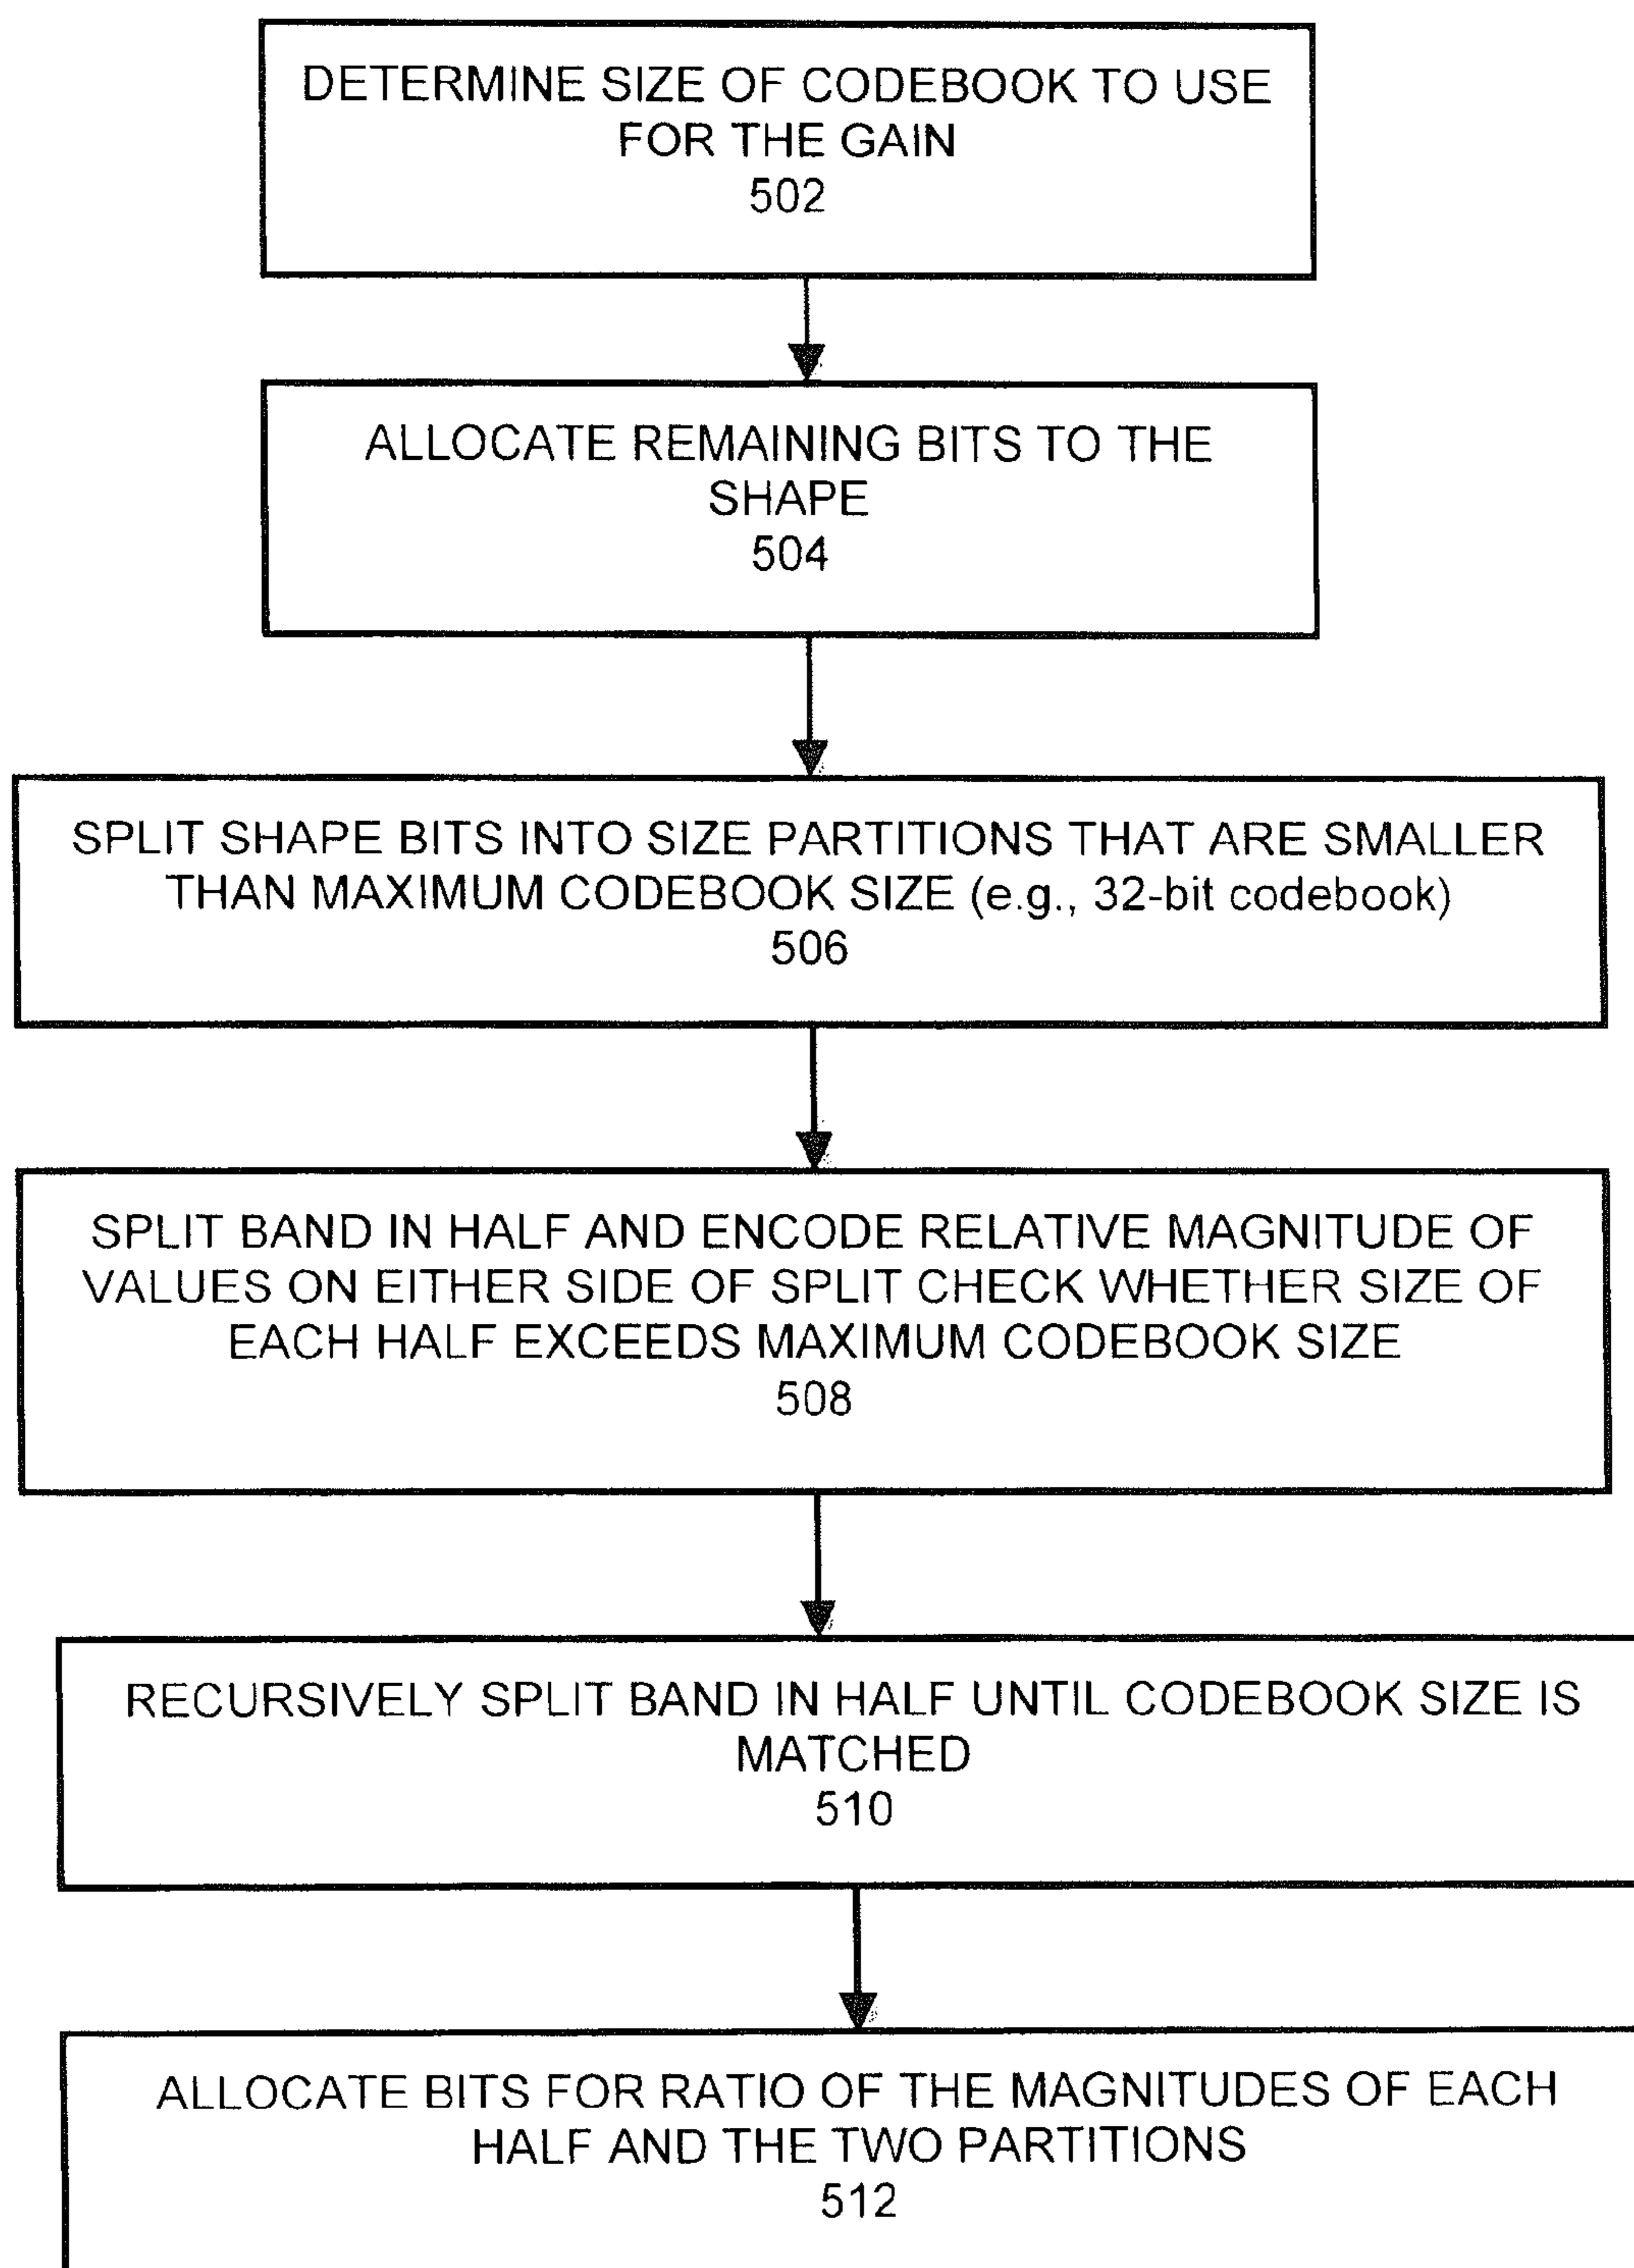 DETERMINE SIZE OF CODEBOOK TO USE
FOR THE GAIN
502
ALLOCATE REMAINING BITS TO THE
SHAPE
504
SPLIT SHAPE BITS INTO SIZE PARTITIONS THAT ARE SMALLER
THAN MAXIMUM CODEBOOK SIZE (e.g., 32-bit codebook)
506
SPLIT BAND IN HALF AND ENCODE RELATIVE MAGNITUDE OF
VALUES ON EITHER SIDE OF SPLIT CHECK WHETHER SIZE OF
EACH HALF EXCEEDS MAXIMUM CODEBOOK SIZE
508
RECURSIVELY SPLIT BAND IN HALF UNTIL CODEBOOK SIZE IS
MATCHED
510
ALLOCATE BITS FOR RATIO OF THE MAGNITUDES OF EACH
HALF AND THE TWO PARTITIONS
512